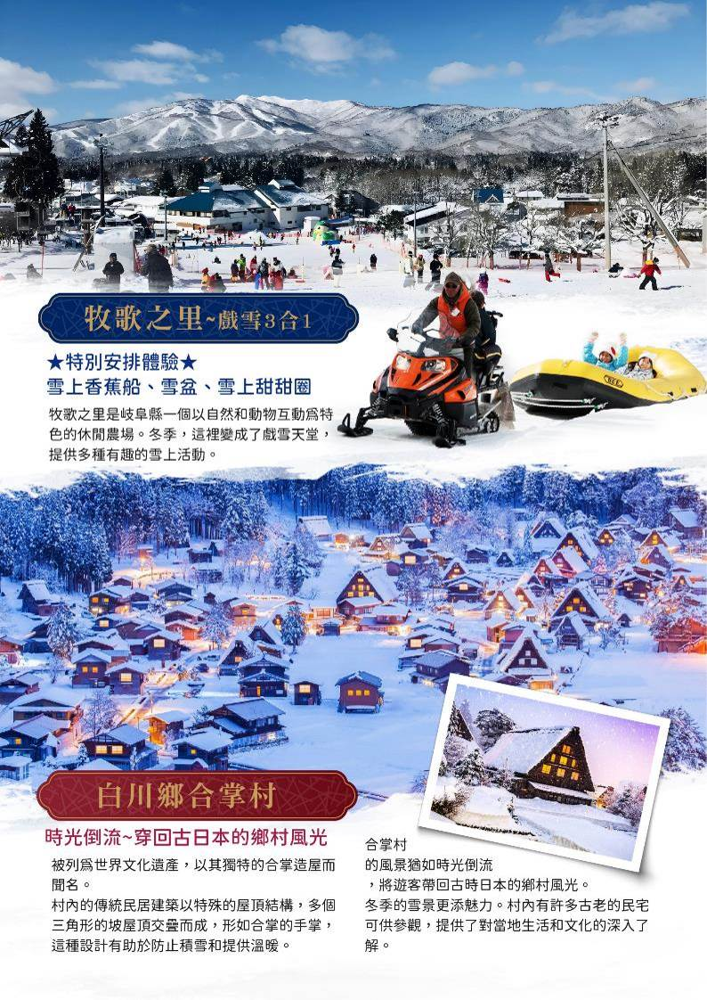 牧歌之里~戲雪3合1
★特別安排體驗★
雪上香蕉船、雪盆、雪上甜甜圈
牧歌之里是岐阜縣一個以自然和動物互動爲特
色的休閒農場。冬季，這裡變成了戲雪天堂，
提供多種有趣的雪上活動。
白川鄉合掌村
時光倒流~穿回古日本的鄉村風光
被列爲世界文化遺產，以其獨特的合掌造屋而
聞名。
村內的傳統民居建築以特殊的屋頂結構，多個
三角形的坡屋頂交疊而成，形如合掌的手掌，
這種設計有助於防止積雪和提供溫暖。
合掌村
的風景猶如時光倒流
，將遊客帶回古時日本的鄉村風光。
冬季的雪景更添魅力。村內有許多古老的民宅
可供參觀，提供了對當地生活和文化的深入了
解。